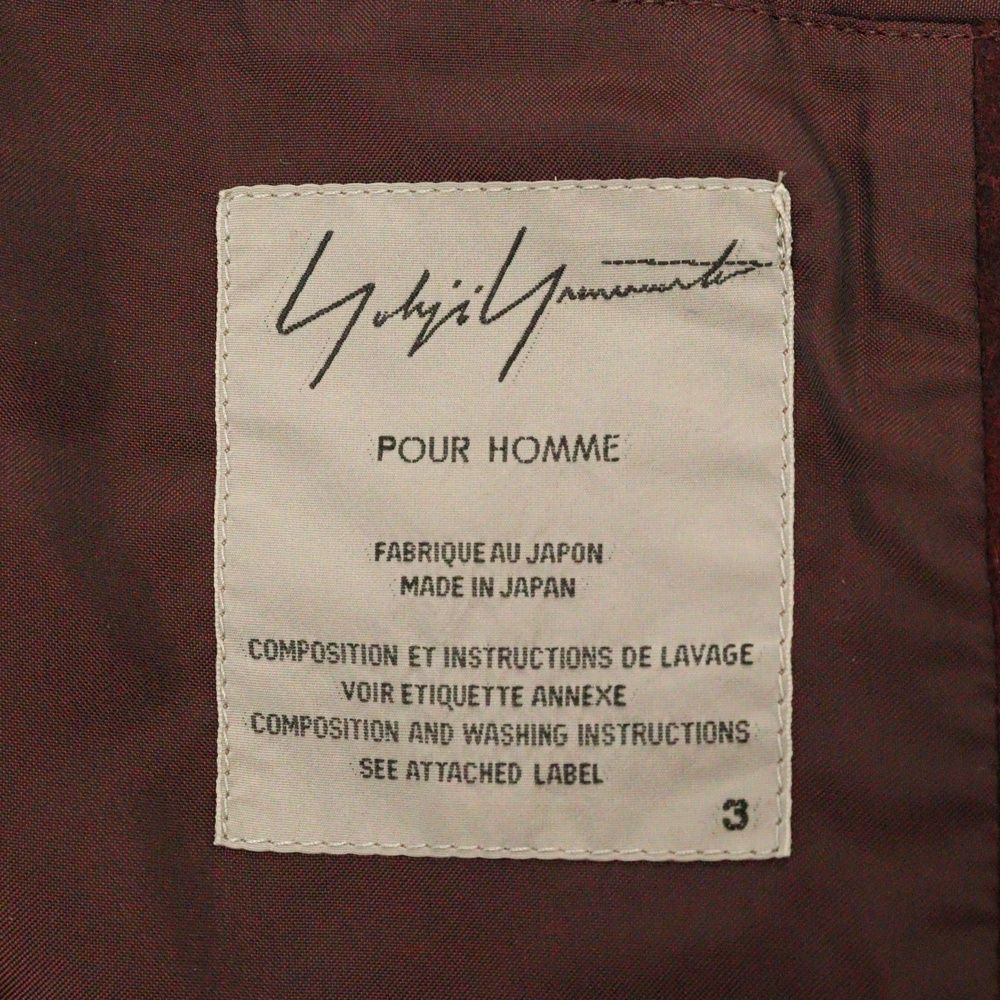 Yohji Yamamoto
POUR HOMME
FABRIQUE AU JAPON
MADE IN JAPAN
COMPOSITION ET INSTRUCTIONS DE LAVAGE
VOIR ETIQUETTE ANNEXE
COMPOSITION AND WASHING INSTRUCTIONS
SEE ATTACHED LABEL
3